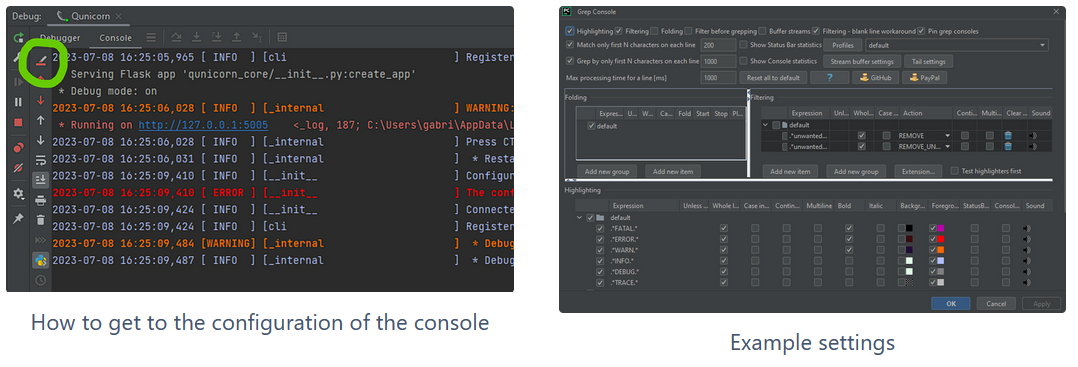 Debug: Qunicorn ×
Debugger Console
2023-07-08 16:25:05,965 [ INFO ] [cli ] Register
Serving Flask app 'qunicorn_core/__init__.py:create_app'
* Debug mode: on
2023-07-08 16:25:06,028 [ INFO ] [_internal ] WARNING:
* Running on http://127.0.0.1:5005 <_log, 187; C:\Users\gabri\AppData\L
2023-07-08 16:25:06,028 [ INFO ] [_internal ] Press CT
2023-07-08 16:25:06,031 [ INFO ] [_internal ] * Resta
2023-07-08 16:25:09,410 [ INFO ] [__init__ ] Configur
2023-07-08 16:25:09,410 [ ERROR ] [__init__ ] The conf
2023-07-08 16:25:09,424 [ INFO ] [__init__ ] Connecte
2023-07-08 16:25:09,424 [ INFO ] [cli ] Register
2023-07-08 16:25:09,484 [WARNING] [_internal ] * Debug
2023-07-08 16:25:09,487 [ INFO ] [_internal ] * Debug
How to get to the configuration of the console
PC Grep Console
Highlighting Filtering Folding Filter before grepping Buffer streams Filtering - blank line workaround Pin grep consoles
Match only first N characters on each line 200 Show Status Bar statistics Profiles default
Grep by only first N characters on each line 1000 Show Console statistics Stream buffer settings Tail settings
Max processing time for a line [ms] 1000 Reset all to default ? GitHub PayPal
Folding Filtering
Expre... U... W... Ca... Fold Start Stop Pl...
default
Add new group Add new item
Expression Unl... Whol... Case ... Action Conti... Multi... Clear ... Sound
default
.*unwanted... REMOVE
.*unwanted... REMOVE_UN...
Add new item Add new group Extension... Test highlighters first
Highlighting
Expression Unless ... Whole l... Case in... Contin... Multiline Bold Italic Backgr... Foregro... StatusB... Consol... Sound
default
.*FATAL.*
.*ERROR.*
.*WARN.*
.*INFO.*
.*DEBUG.*
.*TRACE.*
OK Cancel Apply
Example settings